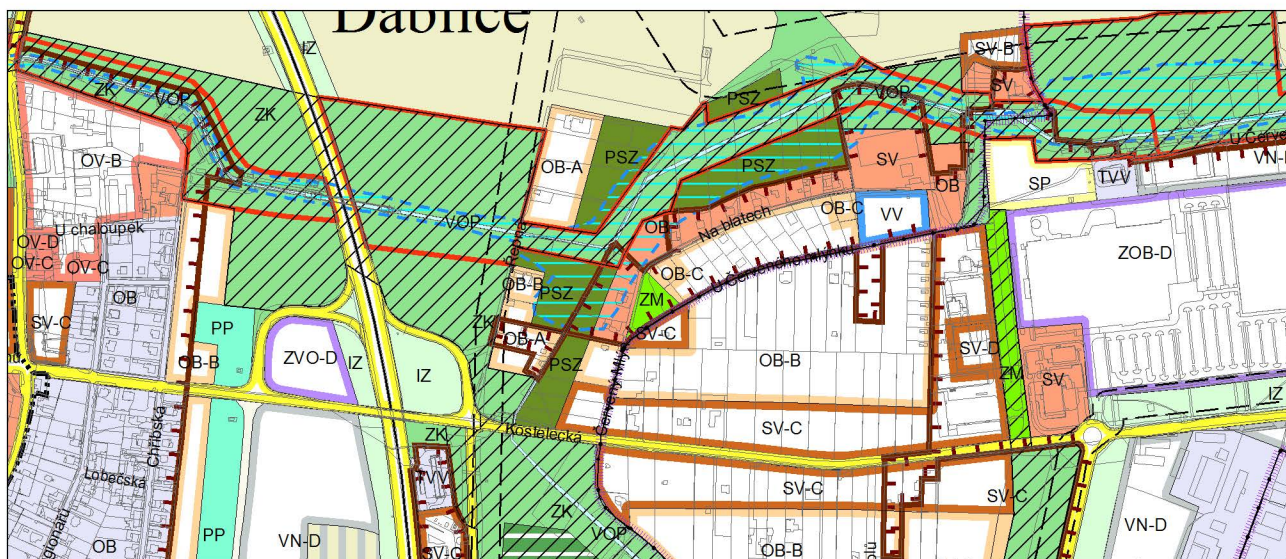 Ďáblice
IZ
SV-B
ZK
VOP
ZK
PSZ
VOP
SV
OV-B
OB-A
PSZ
PSZ
SV
OB
SP
TVV
OB-C
VV
Na blatech
OB
VOP
U chaloupek
OV-D
OV-C
OV-C
OB
OB-C
U Červeného mlýna
ZOB-D
OB-B
PSZ
ZM
SV-C
PP
ZK
OB-A
SV-C
ZVO-D
IZ
IZ
PSZ
OB-B
SV-D
ZM
SV
OB-B
Chřibská
Kostelecká
Červený Mlýn
SV-C
IZ
ZK
Lobečská
SV-C
SV-C
ZK
VOP
OB
PP
VN-D
SV-C
OB-B
VN-D